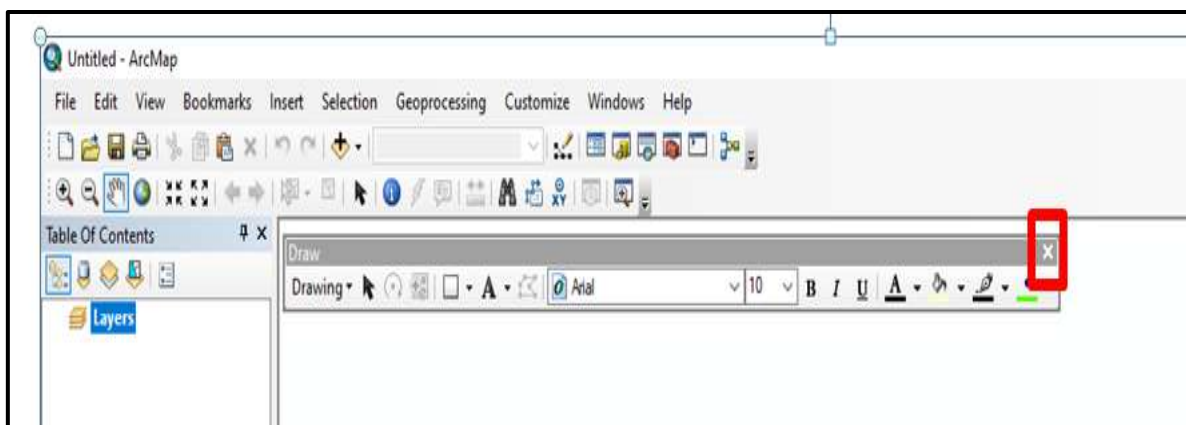 Untitled - ArcMap
File Edit View Bookmarks Insert Selection Geoprocessing Customize Windows Help
XY
Table Of Contents
Layers
Draw
Drawing A Arial 10 B I U A